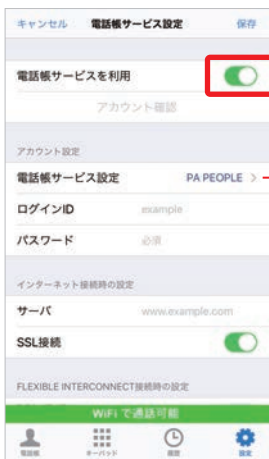 キャンセル 電話帳サービス設定 保存
電話帳サービスを利用
アカウント確認
アカウント設定
電話帳サービス設定 PA PEOPLE >
ログインID example
パスワード 必須
インターネット接続時の設定
サーバ www.example.com
SSL接続
FLEXIBLE INTERCONNECT接続時の設定
WiFi で通話可能
電話帳 キーパッド 履歴 設定